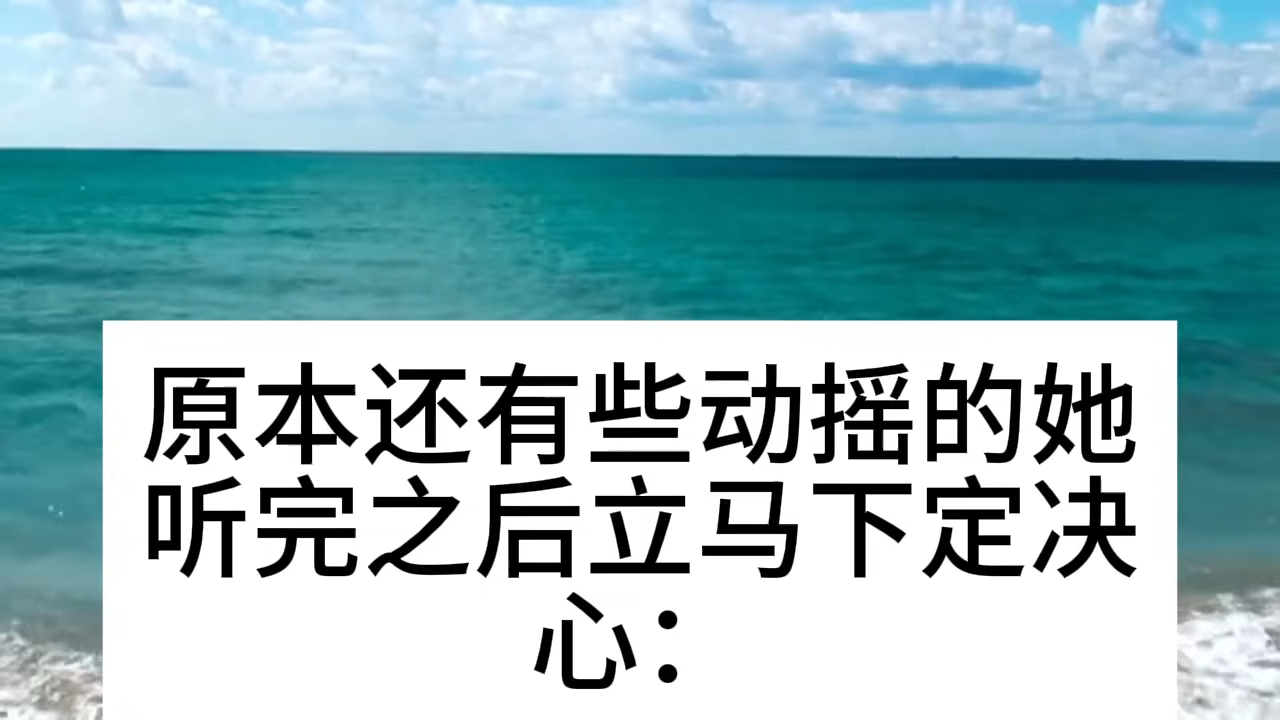 原本还有些动摇的她
听完之后立马下定决
心：